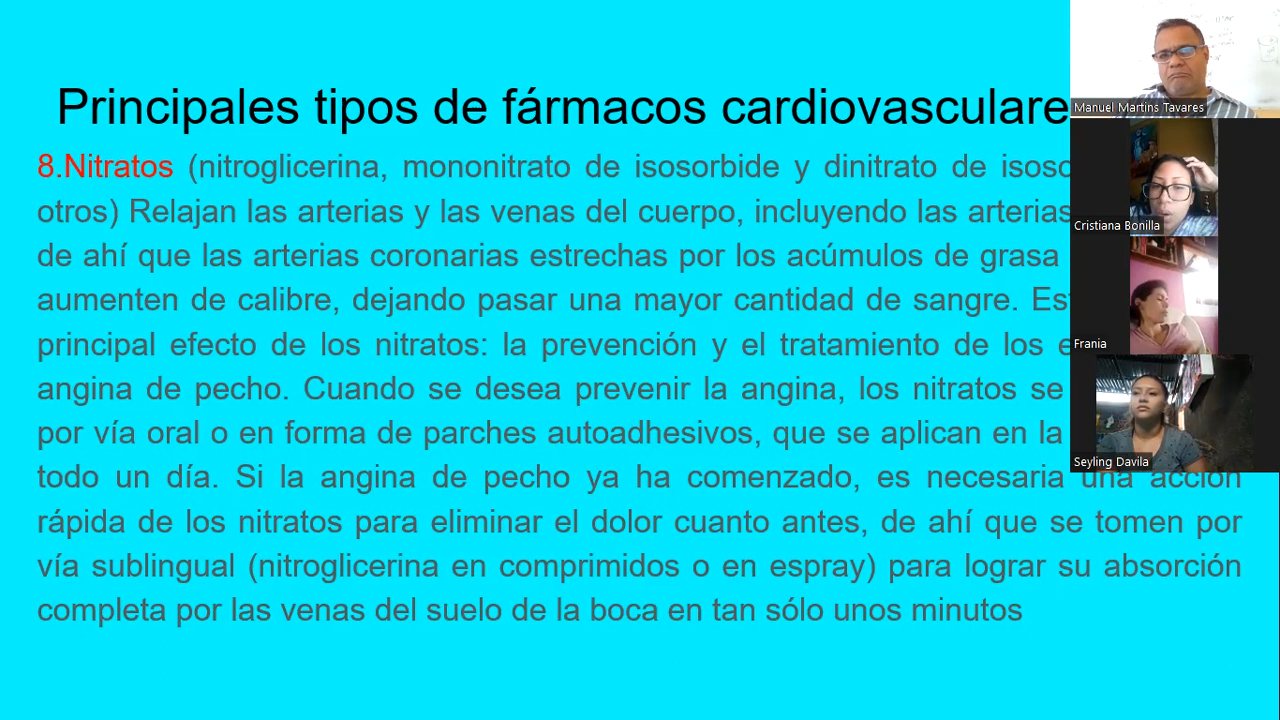 Principales tipos de fármacos cardiovasculare
8.Nitratos (nitroglicerina, mononitrato de isosorbide y dinitrato de
otros) Relajan las arterias y las venas del cuerpo, incluyendo las arterias
de ahí que las arterias coronarias estrechas por los acúmulos de grasa
aumenten de calibre, dejando pasar una mayor cantidad de sangre.
principal efecto de los nitratos: la prevención y el tratamiento de los
angina de pecho. Cuando se desea prevenir la angina, los nitratos se
por vía oral o en forma de parches autoadhesivos, que se aplican en la
todo un día. Si la angina de pecho ya ha comenzado, es necesaria una acción
rápida de los nitratos para eliminar el dolor cuanto antes, de ahí que se tomen por
vía sublingual (nitroglicerina en comprimidos o en espray) para lograr su absorción
completa por las venas del suelo de la boca en tan sólo unos minutos
Manuel Martins Tavares
Cristiana Bonilla
Frania
Seyling Davila